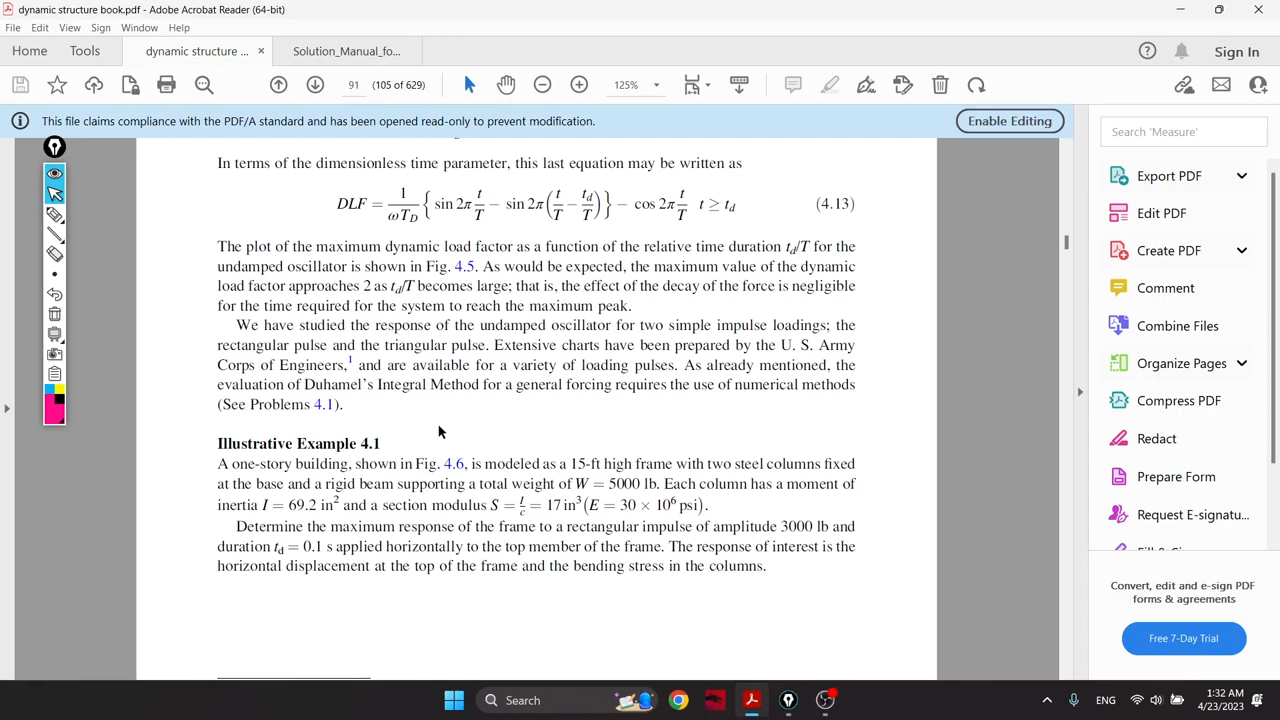 dynamic structure book.pdf - Adobe Acrobat Reader (64-bit)
File Edit View Sign Window Help
Home Tools dynamic structure ... × Solution_Manual_fo... Sign In
91 (105 of 629) 125%
This file claims compliance with the PDF/A standard and has been opened read-only to prevent modification. Enable Editing
Search 'Measure'
Export PDF
Edit PDF
Create PDF
Comment
Combine Files
Organize Pages
Compress PDF
Redact
Prepare Form
Request E-signatu...
Convert, edit and e-sign PDF
forms & agreements
Free 7-Day Trial
In terms of the dimensionless time parameter, this last equation may be written as
DLF = 1/ωT_D { sin 2π t/T − sin 2π (t/T − t_d/T) } − cos 2π t/T t ≥ t_d (4.13)
The plot of the maximum dynamic load factor as a function of the relative time duration t_d/T for the
undamped oscillator is shown in Fig. 4.5. As would be expected, the maximum value of the dynamic
load factor approaches 2 as t_d/T becomes large; that is, the effect of the decay of the force is negligible
for the time required for the system to reach the maximum peak.
We have studied the response of the undamped oscillator for two simple impulse loadings; the
rectangular pulse and the triangular pulse. Extensive charts have been prepared by the U. S. Army
Corps of Engineers,¹ and are available for a variety of loading pulses. As already mentioned, the
evaluation of Duhamel's Integral Method for a general forcing requires the use of numerical methods
(See Problems 4.1).
Illustrative Example 4.1
A one-story building, shown in Fig. 4.6, is modeled as a 15-ft high frame with two steel columns fixed
at the base and a rigid beam supporting a total weight of W = 5000 lb. Each column has a moment of
inertia I = 69.2 in² and a section modulus S = I/c = 17 in³ (E = 30 × 10⁶ psi).
Determine the maximum response of the frame to a rectangular impulse of amplitude 3000 lb and
duration t_d = 0.1 s applied horizontally to the top member of the frame. The response of interest is the
horizontal displacement at the top of the frame and the bending stress in the columns.
Search ENG 1:32 AM
4/23/2023